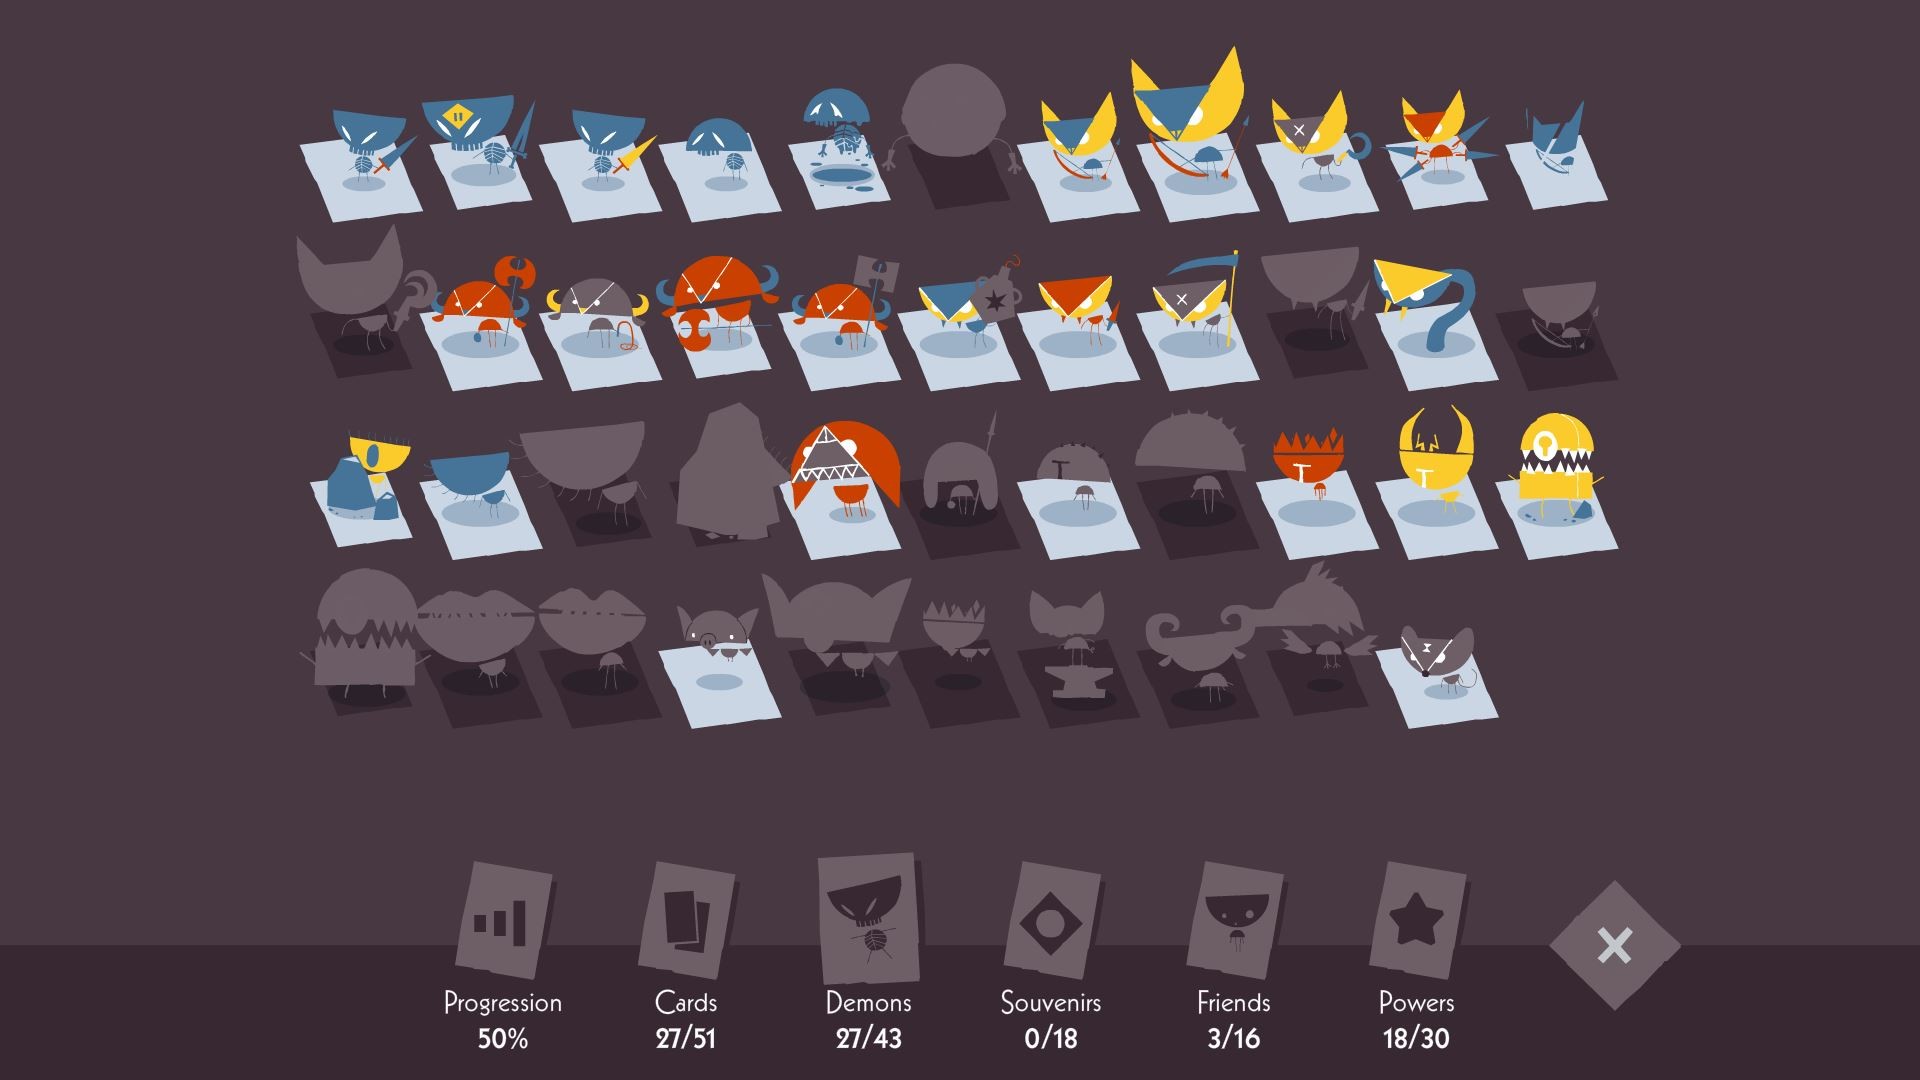 Progression
50%
Cards
27/51
Demons
27/43
Souvenirs
0/18
Friends
3/16
Powers
18/30